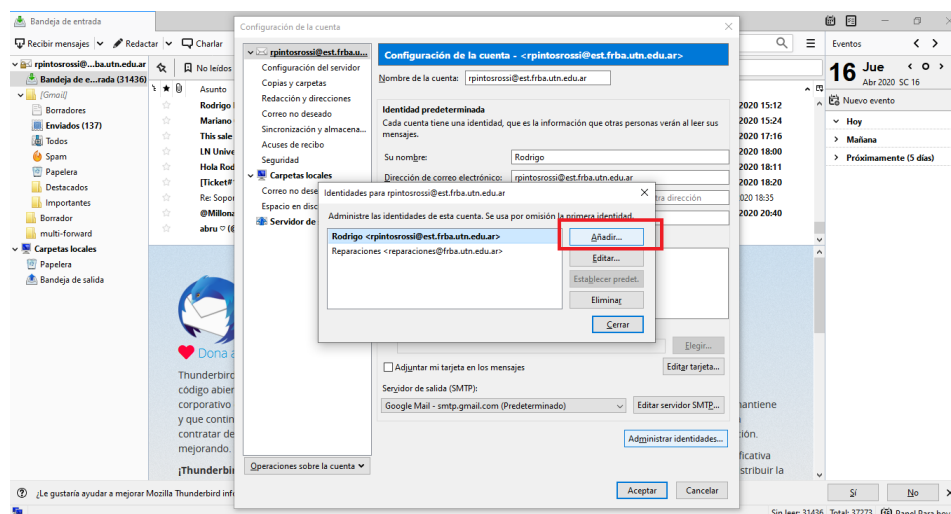 Bandeja de entrada
Recibir mensajes
Redactar
Charlar
rpintosrossi@...ba.utn.edu.ar
Bandeja de e...rada (31436)
[Gmail]
Borradores
Enviados (137)
Todos
Spam
Papelera
Destacados
Importantes
Borrador
multi-forward
Carpetas locales
Papelera
Bandeja de salida
No leídos
Asunto
Rodrigo
Mariano
This sale
LN Unive
Hola Rod
[Ticket#
Re: Sopor
@Millona
abru
Dona a
Thunderbird
código abier
corporativo
y que contin
contratar de
mejorando.
¡Thunderbi
Configuración de la cuenta
rpintosrossi@est.frba.u...
Configuración del servidor
Copias y carpetas
Redacción y direcciones
Correo no deseado
Sincronización y almacena...
Acuses de recibo
Seguridad
Carpetas locales
Correo no dese
Espacio en disc
Servidor de
Operaciones sobre la cuenta
Configuración de la cuenta - <rpintosrossi@est.frba.utn.edu.ar>
Nombre de la cuenta: rpintosrossi@est.frba.utn.edu.ar
Identidad predeterminada
Cada cuenta tiene una identidad, que es la información que otras personas verán al leer sus
mensajes.
Su nombre: Rodrigo
Dirección de correo electrónico: rpintosrossi@est.frba.utn.edu.ar
tra dirección
Identidades para rpintosrossi@est.frba.utn.edu.ar
Administre las identidades de esta cuenta. Se usa por omisión la primera identidad.
Rodrigo <rpintosrossi@est.frba.utn.edu.ar>
Reparaciones <reparaciones@frba.utn.edu.ar>
Añadir...
Editar...
Establecer predet.
Eliminar
Cerrar
Elegir...
Adjuntar mi tarjeta en los mensajes
Editar tarjeta...
Servidor de salida (SMTP):
Google Mail - smtp.gmail.com (Predeterminado)
Editar servidor SMTP...
Administrar identidades...
Aceptar
Cancelar
2020 15:12
2020 15:24
2020 17:16
2020 18:00
2020 18:11
2020 18:20
020 18:35
2020 20:40
antiene
ión.
ificativa
stribuir la
Eventos
16 Jue
Abr 2020 SC 16
Nuevo evento
Hoy
Mañana
Próximamente (5 días)
¿Le gustaría ayudar a mejorar Mozilla Thunderbird inf
Sí
No
Sin leer: 31436
Total: 37273
Panel Para hoy